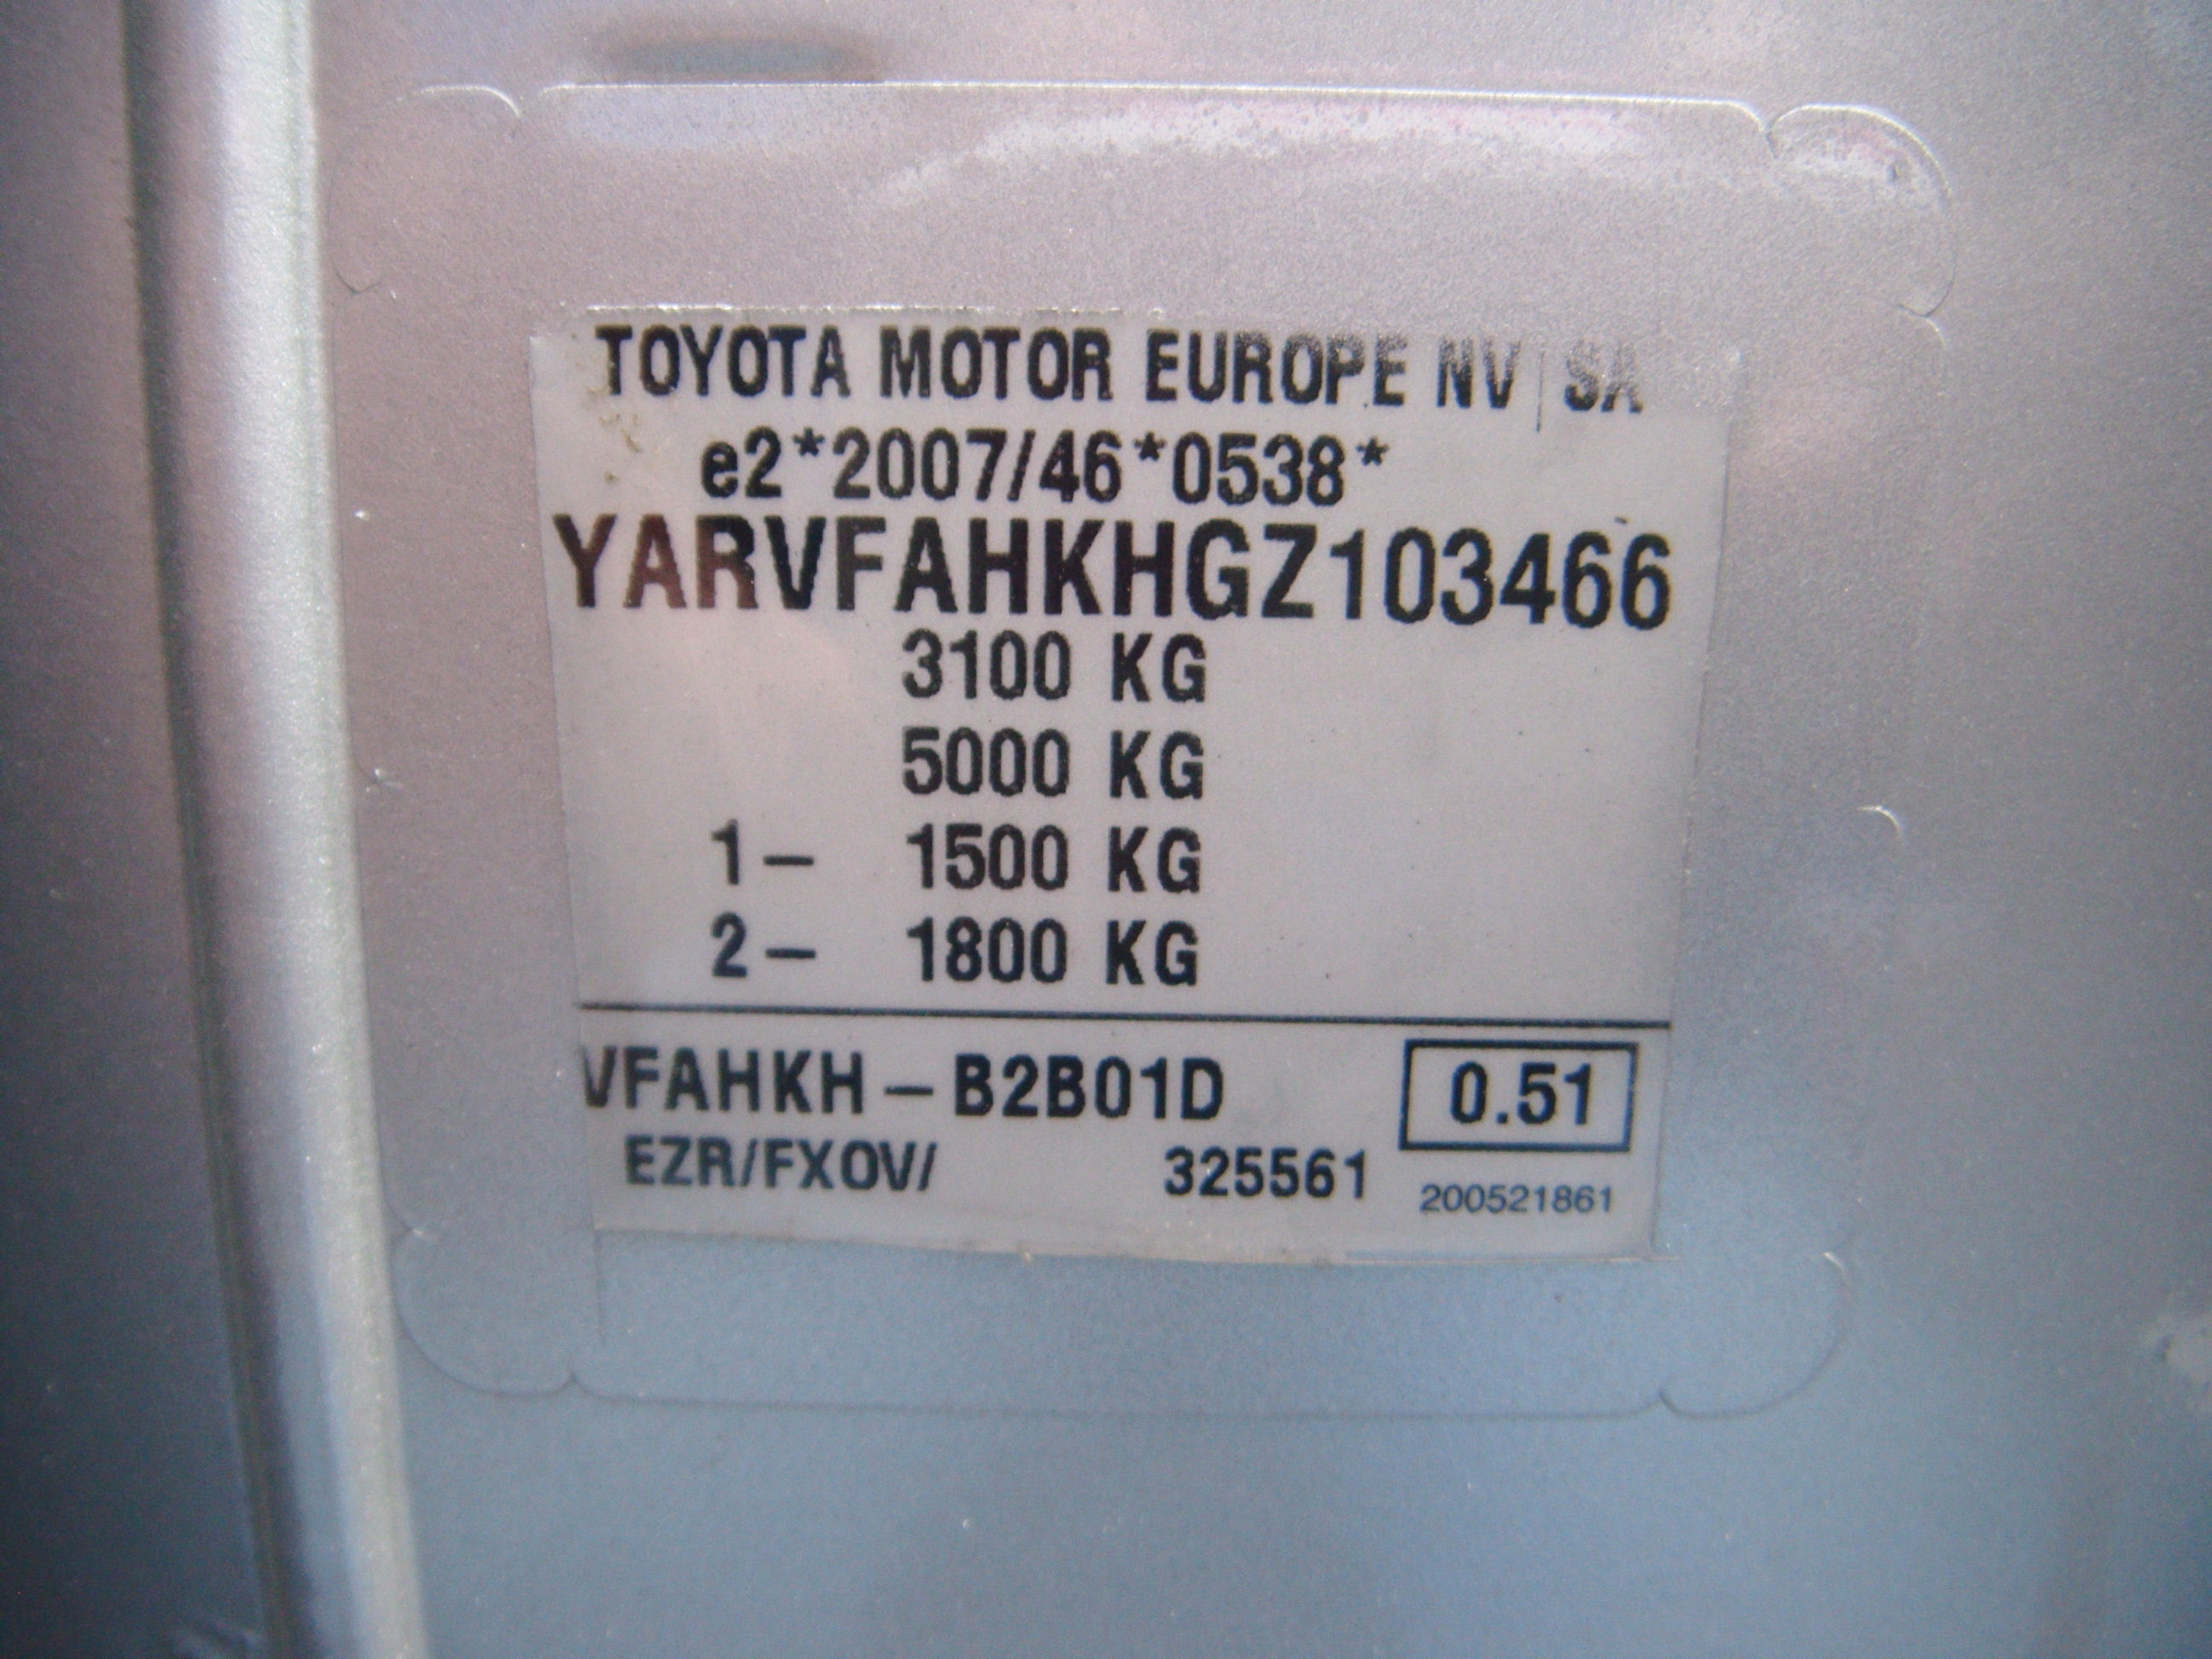 TOYOTA MOTOR EUROPE NV SA
e2*2007/46*0538*
YARVFAHKHGZ103466
3100 KG
5000 KG
1 – 1500 KG
2 – 1800 KG
VFAHKH – B2B01D 0.51
EZR/FXOV/ 325561 200521861